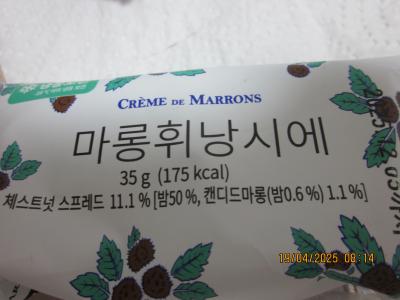 CRÈME DE MARRONS
마롱휘낭시에
35 g (175 kcal)
체스트넛 스프레드 11.1 % [밤50 %, 캔디드마롱(밤0.6 %) 1.1 %]
19/04/2025 08:14